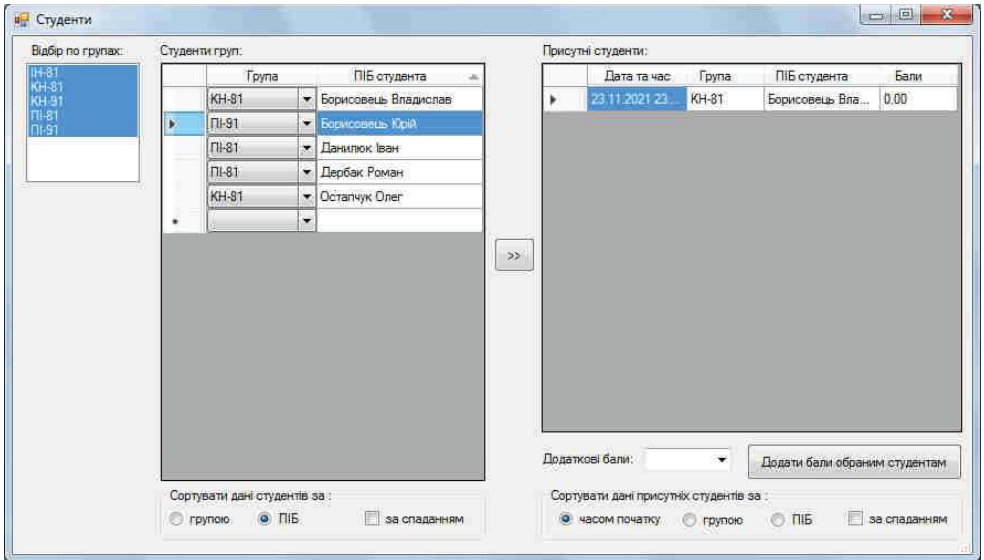 Студенти
Відбір по групах:
ІН-81
КН-81
КН-91
ПІ-81
ПІ-91
Студенти груп:
Група ПІБ студента
КН-81 Борисовець Владислав
ПІ-91 Борисовець Юрій
ПІ-81 Данилюк Іван
ПІ-81 Дербак Роман
КН-81 Остапчук Олег
*
>>
Присутні студенти:
Дата та час Група ПІБ студента Бали
23.11.2021 23... КН-81 Борисовець Вла... 0.00
Додаткові бали: Додати бали обраним студентам
Сортувати дані студентів за :
групою ПІБ за спаданням
Сортувати дані присутніх студентів за :
часом початку групою ПІБ за спаданням